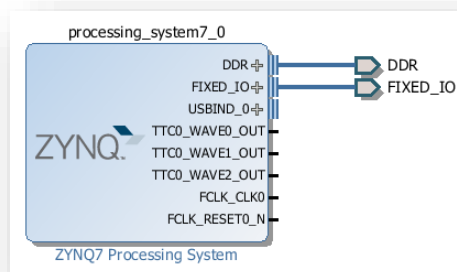 processing_system7_0
DDR
DDR
FIXED_IO
FIXED_IO
USBIND_0
TTC0_WAVE0_OUT
ZYNQ
TTC0_WAVE1_OUT
TTC0_WAVE2_OUT
FCLK_CLK0
FCLK_RESET0_N
ZYNQ7 Processing System